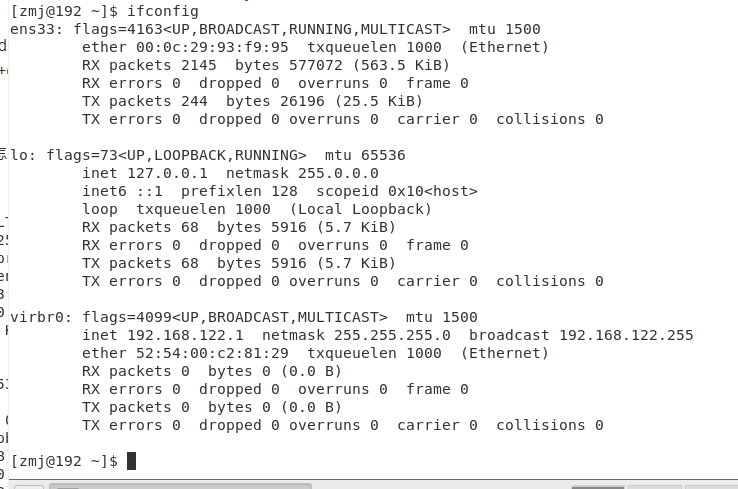 [zmj@192 ~]$ ifconfig
ens33: flags=4163<UP,BROADCAST,RUNNING,MULTICAST>  mtu 1500
        ether 00:0c:29:93:f9:95  txqueuelen 1000  (Ethernet)
        RX packets 2145  bytes 577072 (563.5 KiB)
        RX errors 0  dropped 0  overruns 0  frame 0
        TX packets 244  bytes 26196 (25.5 KiB)
        TX errors 0  dropped 0 overruns 0  carrier 0  collisions 0

lo: flags=73<UP,LOOPBACK,RUNNING>  mtu 65536
        inet 127.0.0.1  netmask 255.0.0.0
        inet6 ::1  prefixlen 128  scopeid 0x10<host>
        loop  txqueuelen 1000  (Local Loopback)
        RX packets 68  bytes 5916 (5.7 KiB)
        RX errors 0  dropped 0  overruns 0  frame 0
        TX packets 68  bytes 5916 (5.7 KiB)
        TX errors 0  dropped 0 overruns 0  carrier 0  collisions 0

virbr0: flags=4099<UP,BROADCAST,MULTICAST>  mtu 1500
        inet 192.168.122.1  netmask 255.255.255.0  broadcast 192.168.122.255
        ether 52:54:00:c2:81:29  txqueuelen 1000  (Ethernet)
        RX packets 0  bytes 0 (0.0 B)
        RX errors 0  dropped 0  overruns 0  frame 0
        TX packets 0  bytes 0 (0.0 B)
        TX errors 0  dropped 0 overruns 0  carrier 0  collisions 0

[zmj@192 ~]$